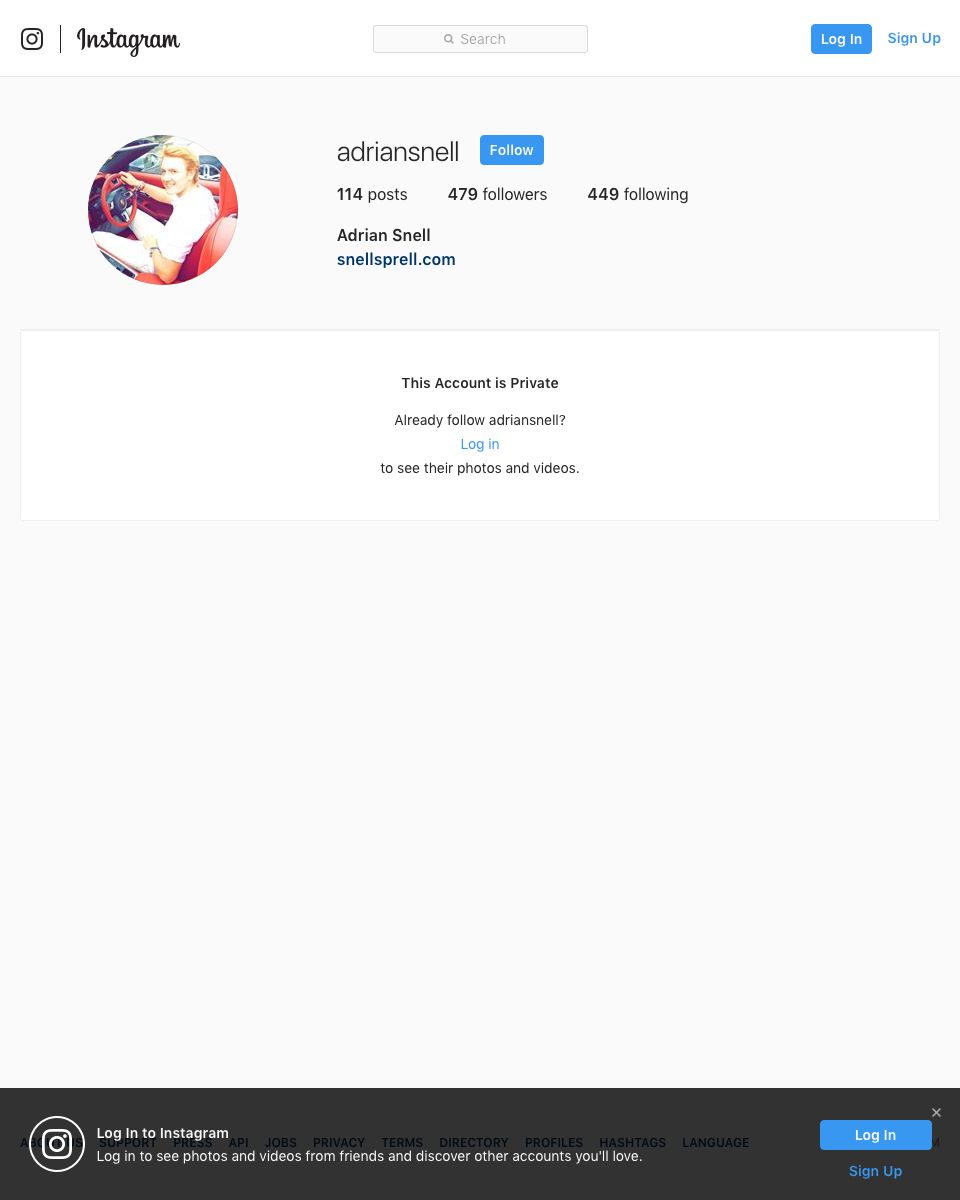 Instagram
Search
Log In
Sign Up
adriansnell
Follow
114 posts 479 followers 449 following
Adrian Snell
snellsprell.com
This Account is Private
Already follow adriansnell?
Log in
to see their photos and videos.
Log In to Instagram
Log in to see photos and videos from friends and discover other accounts you'll love.
SUPPORT PRESS API JOBS PRIVACY TERMS DIRECTORY PROFILES HASHTAGS LANGUAGE
✕
Log In
Sign Up